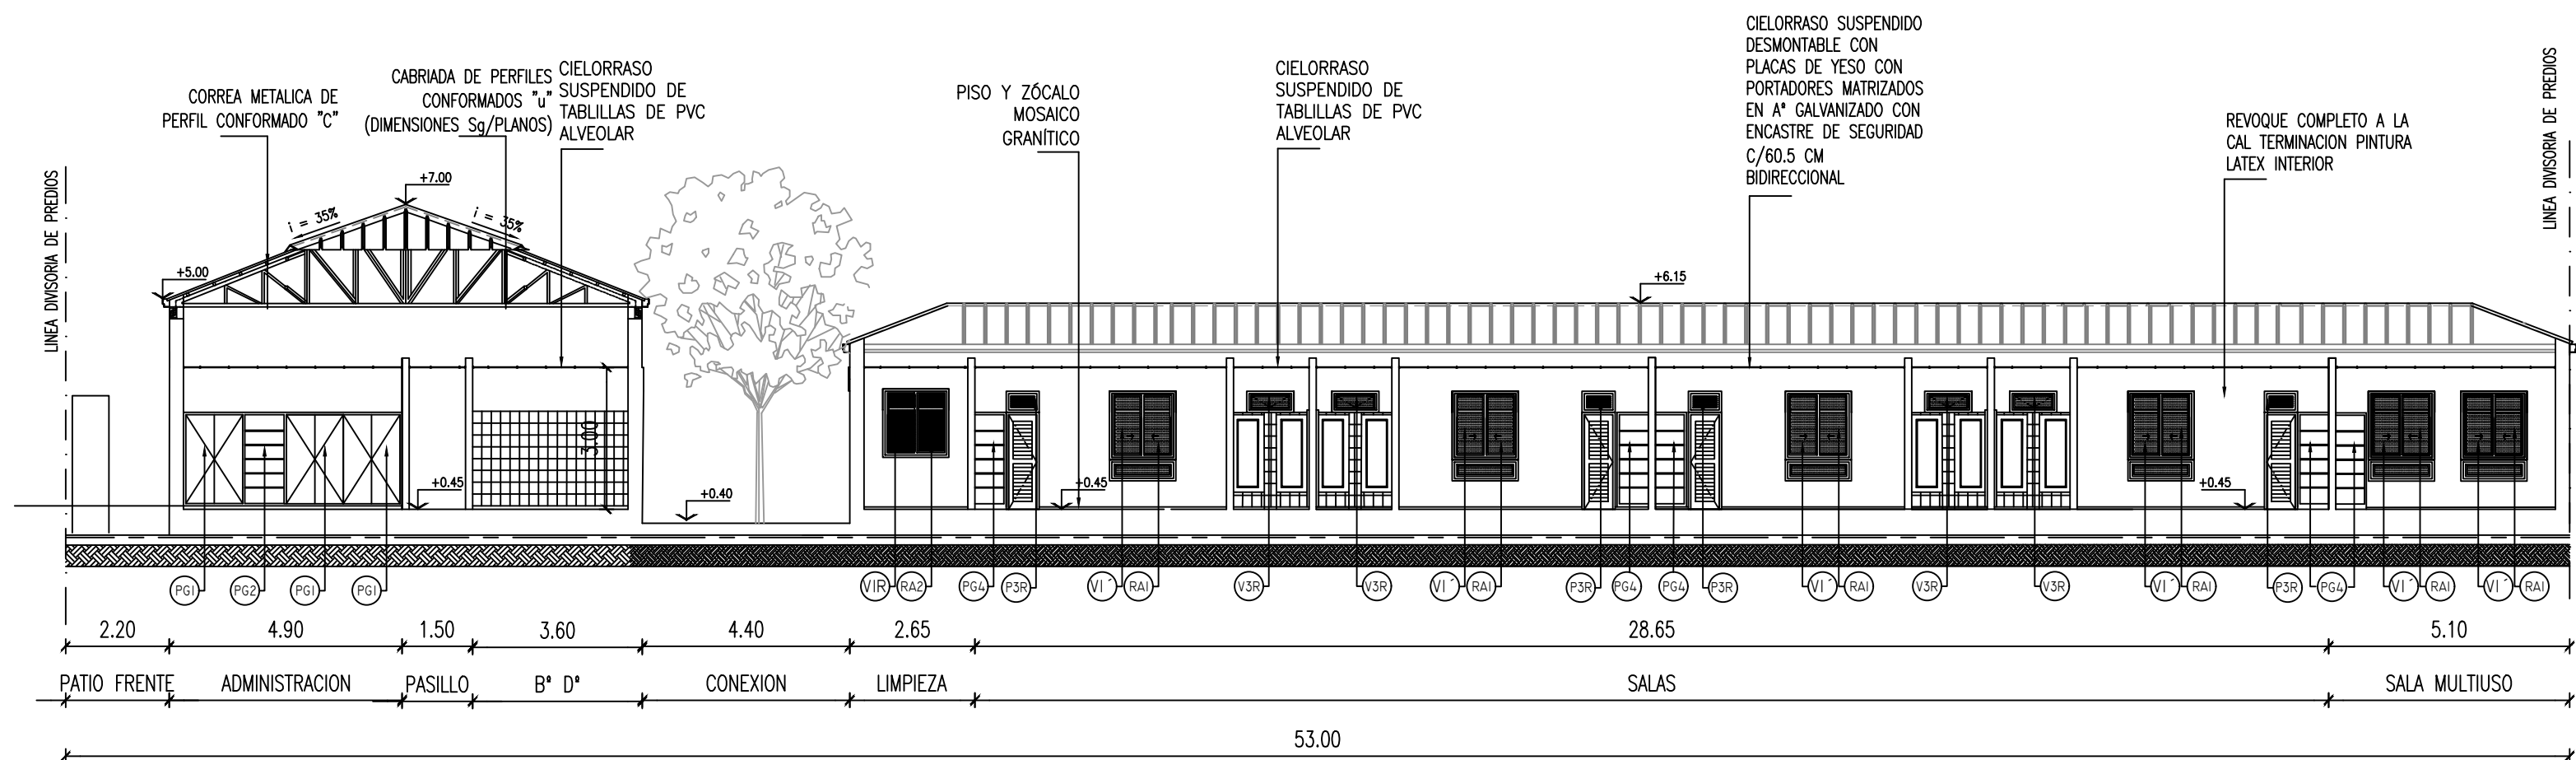 CORREA METALICA DE
PERFIL CONFORMADO "C"
CABRIADA DE PERFILES
CONFORMADOS "u"
(DIMENSIONES Sg/PLANOS)
CIELORRASO
SUSPENDIDO DE
TABLILLAS DE PVC
ALVEOLAR
PISO Y ZÓCALO
MOSAICO
GRANÍTICO
CIELORRASO
SUSPENDIDO DE
TABLILLAS DE PVC
ALVEOLAR
CIELORRASO SUSPENDIDO
DESMONTABLE CON
PLACAS DE YESO CON
PORTADORES MATRIZADOS
EN Aº GALVANIZADO CON
ENCASTRE DE SEGURIDAD
C/60.5 CM
BIDIRECCIONAL
REVOQUE COMPLETO A LA
CAL TERMINACION PINTURA
LATEX INTERIOR
LINEA DIVISORIA DE PREDIOS
LINEA DIVISORIA DE PREDIOS
+7.00
i = 35%
i = 35%
+5.00
+6.15
3.00
+0.45
+0.40
+0.45
+0.45
PG1 PG2 PG1 PG1 V1R RA2 PG4 P3R V1´ RA1 V3R V3R V1´ RA1 P3R PG4 PG4 P3R V1´ RA1 V3R V3R V1´ RA1 P3R PG4 V1´ RA1 V1´ RA1
2.20 4.90 1.50 3.60 4.40 2.65 28.65 5.10
PATIO FRENTE ADMINISTRACION PASILLO Bº Dº CONEXION LIMPIEZA SALAS SALA MULTIUSO
53.00